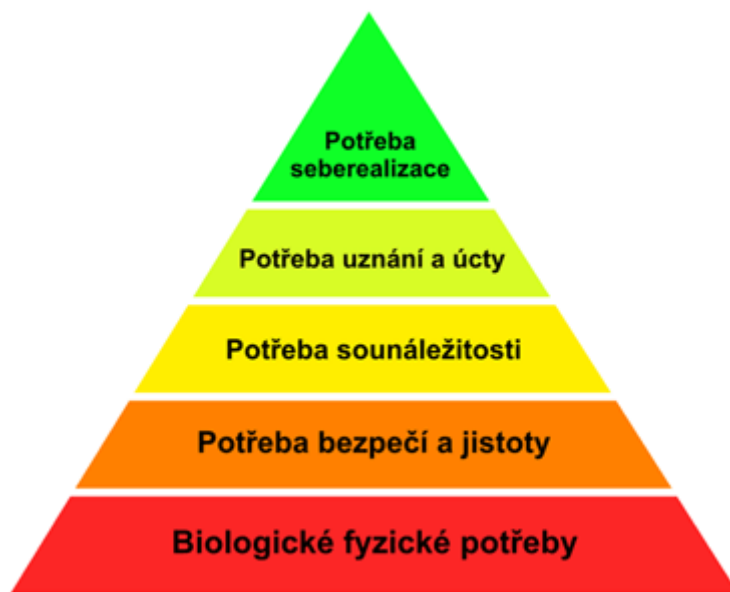 Potřeba
seberealizace
Potřeba uznání a úcty
Potřeba sounáležitosti
Potřeba bezpečí a jistoty
Biologické fyzické potřeby